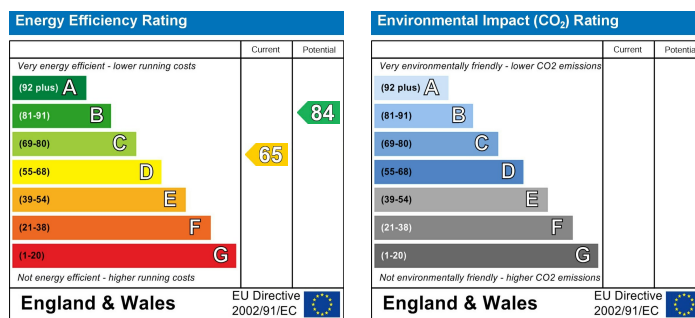 Energy Efficiency Rating
Current Potential
Very energy efficient - lower running costs
(92 plus) A
(81-91) B
84
(69-80) C
65
(55-68) D
(39-54) E
(21-38) F
(1-20) G
Not energy efficient - higher running costs
England & Wales
EU Directive
2002/91/EC
Environmental Impact (CO₂) Rating
Current Potential
Very environmentally friendly - lower CO2 emissions
(92 plus) A
(81-91) B
(69-80) C
(55-68) D
(39-54) E
(21-38) F
(1-20) G
Not environmentally friendly - higher CO2 emissions
England & Wales
EU Directive
2002/91/EC